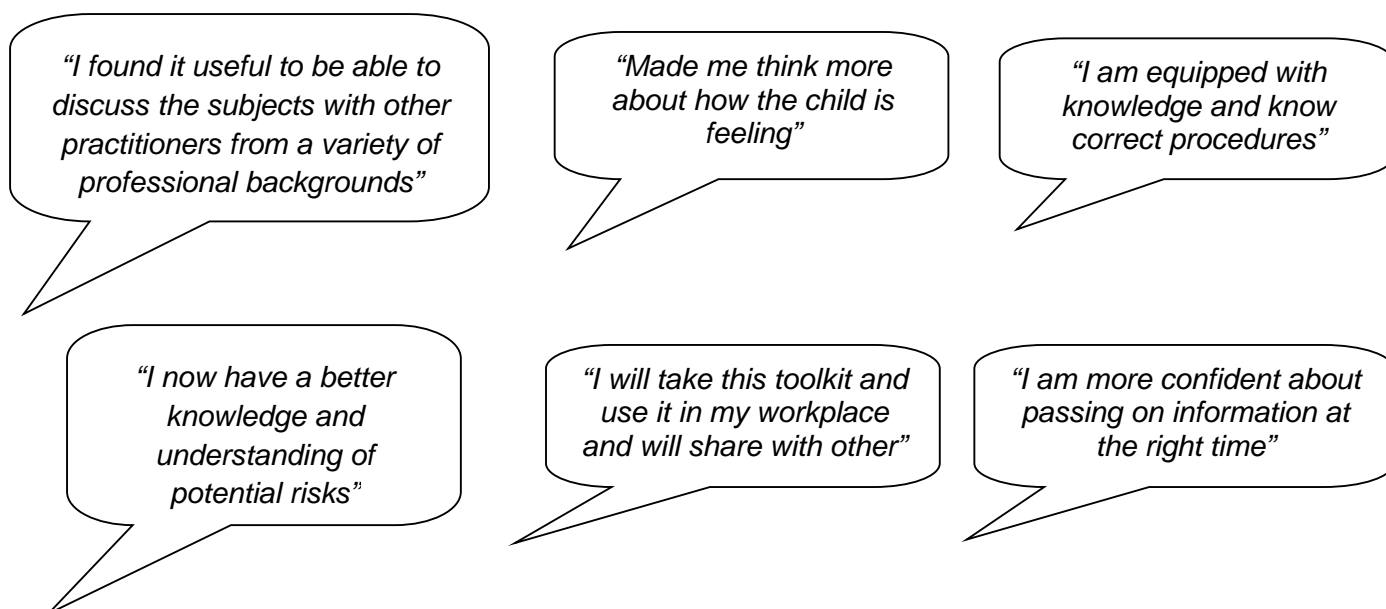 “I found it useful to be able to
discuss the subjects with other
practitioners from a variety of
professional backgrounds”
“Made me think more
about how the child is
feeling”
“I am equipped with
knowledge and know
correct procedures”
“I now have a better
knowledge and
understanding of
potential risks”
“I will take this toolkit and
use it in my workplace
and will share with other”
“I am more confident about
passing on information at
the right time”